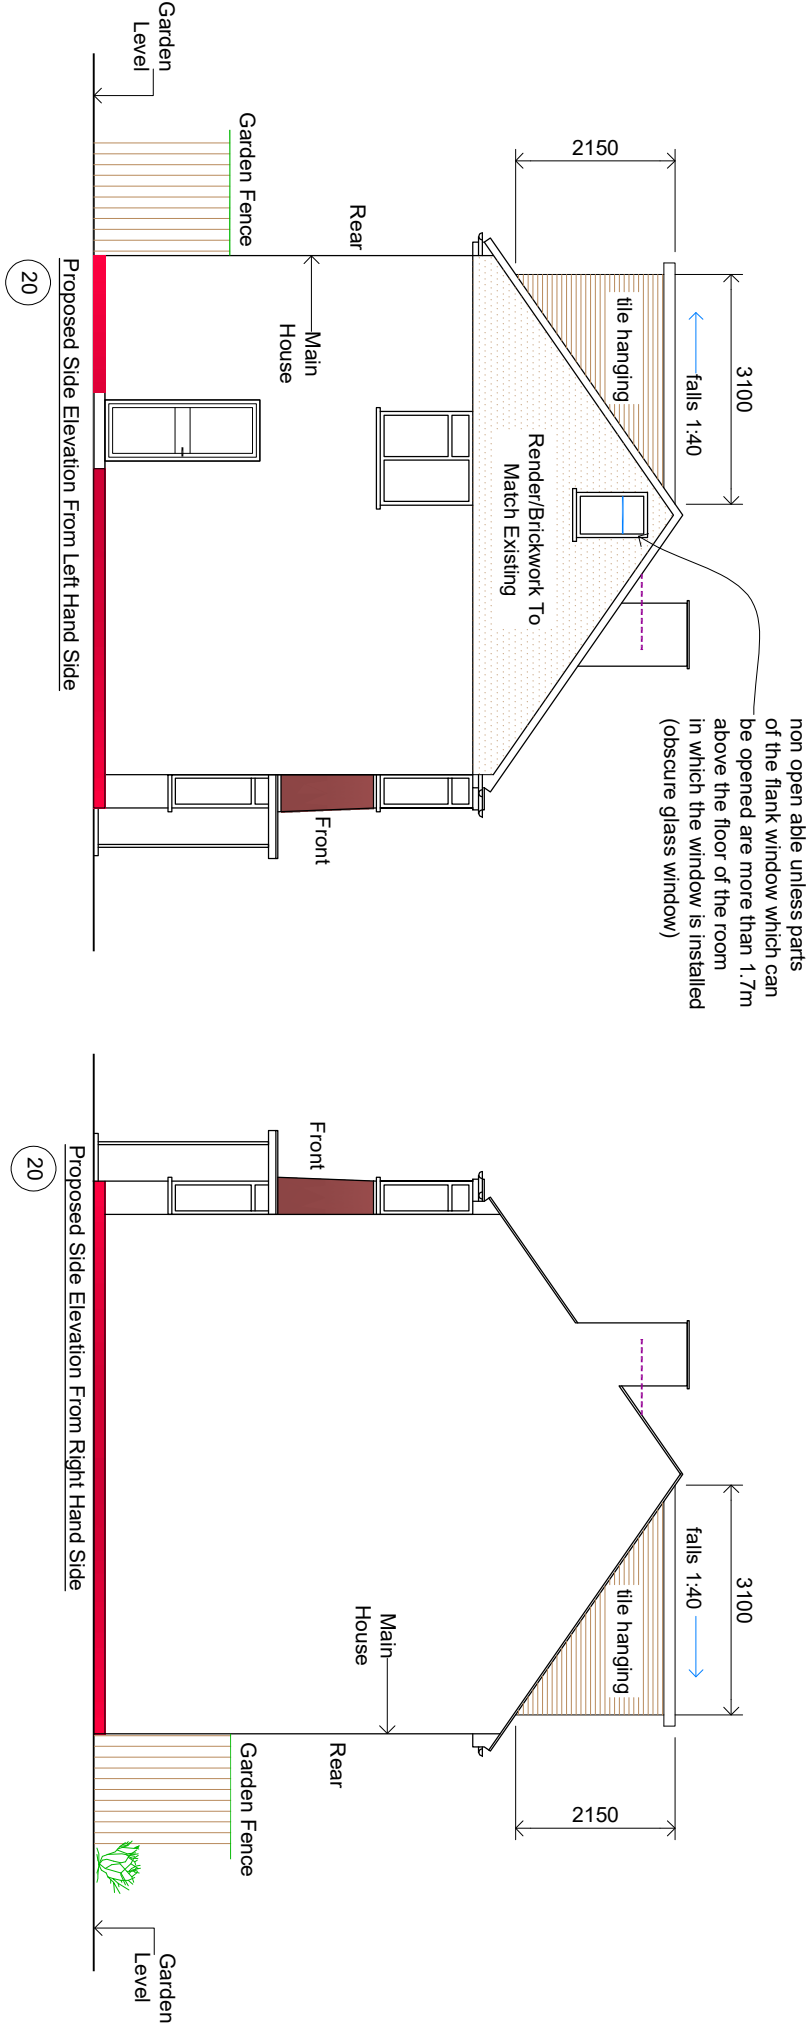 Garden
Level
Garden Fence
Rear
Main
House
2150
3100
falls 1:40
tile hanging
Render/Brickwork To
Match Existing
non open able unless parts
of the flank window which can
be opened are more than 1.7m
above the floor of the room
in which the window is installed
(obscure glass window)
Front
Proposed Side Elevation From Left Hand Side
20
Front
3100
falls 1:40
tile hanging
2150
Main
House
Rear
Garden Fence
Garden
Level
Proposed Side Elevation From Right Hand Side
20